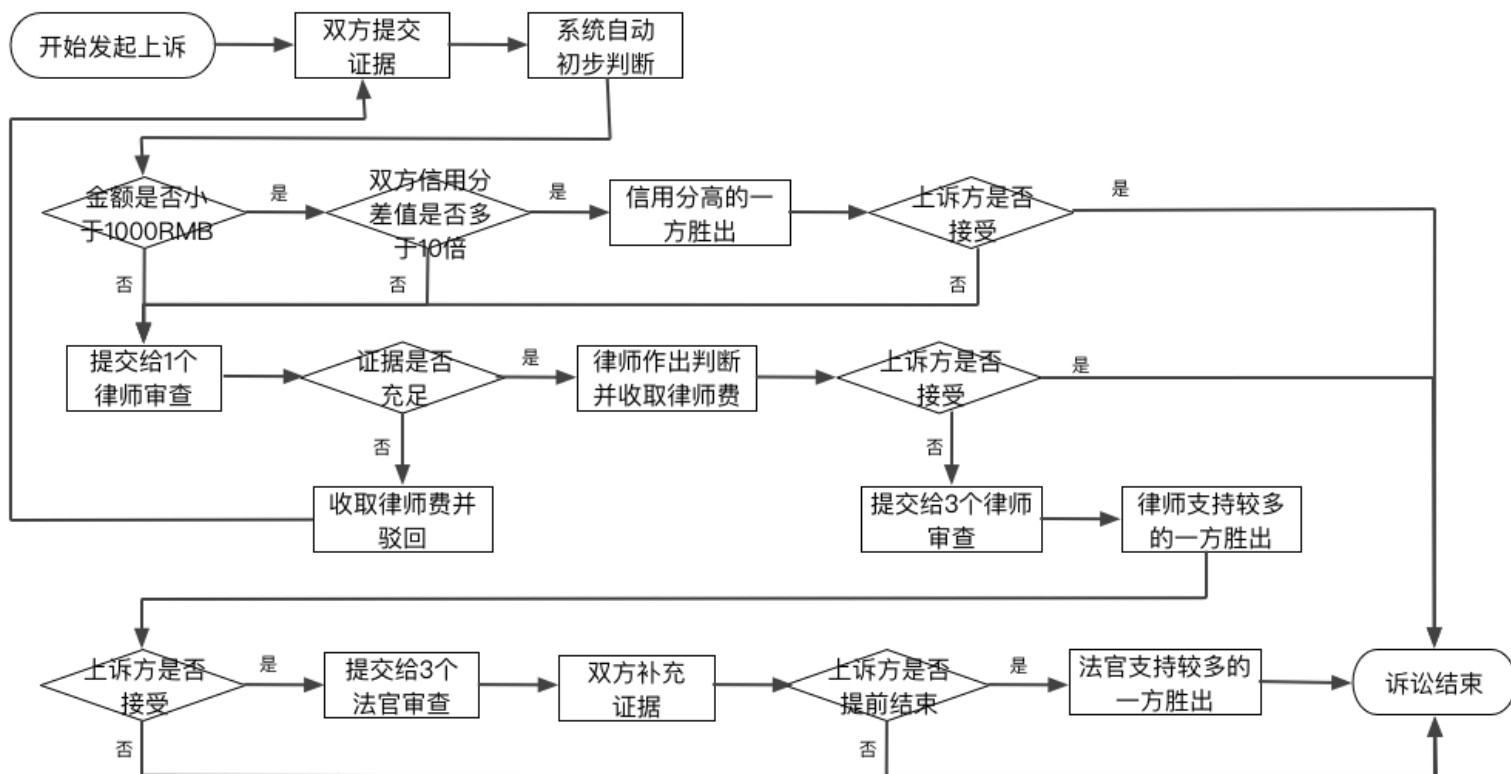 开始发起上诉
双方提交
证据
系统自动
初步判断
金额是否小
于1000RMB
是
双方信用分
差值是否多
于10倍
是
信用分高的一
方胜出
上诉方是否
接受
是
否
否
否
提交给1个
律师审查
证据是否
充足
是
律师作出判断
并收取律师费
上诉方是否
接受
是
否
否
收取律师费并
驳回
提交给3个律师
审查
律师支持较多
的一方胜出
上诉方是否
接受
是
提交给3个
法官审查
双方补充
证据
上诉方是否
提前结束
是
法官支持较多的
一方胜出
诉讼结束
否
否